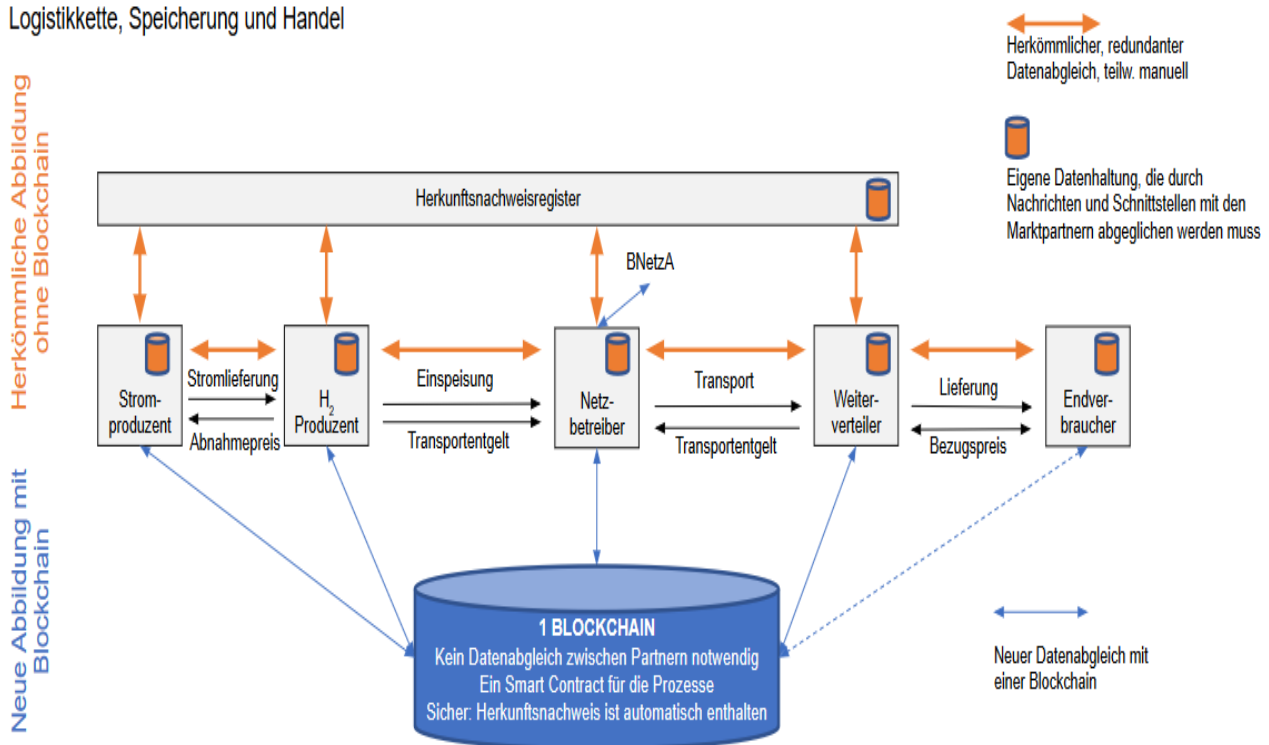 Logistikkette, Speicherung und Handel
Herkömmlicher, redundanter
Datenabgleich, teilw. manuell
Eigene Datenhaltung, die durch
Nachrichten und Schnittstellen mit den
Marktpartnern abgeglichen werden muss
Herkömmliche Abbildung
ohne Blockchain
Herkunftsnachweisregister
BNetzA
Strom-
produzent
Stromlieferung
Abnahmepreis
H2
Produzent
Einspeisung
Transportentgelt
Netz-
betreiber
Transport
Transportentgelt
Weiter-
verteiler
Lieferung
Bezugspreis
Endver-
braucher
Neue Abbildung mit
Blockchain
1 BLOCKCHAIN
Kein Datenabgleich zwischen Partnern notwendig
Ein Smart Contract für die Prozesse
Sicher: Herkunftsnachweis ist automatisch enthalten
Neuer Datenabgleich mit
einer Blockchain